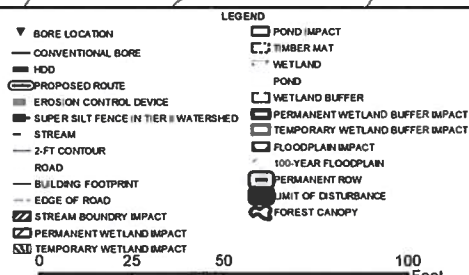 LEGEND
BORE LOCATION
CONVENTIONAL BORE
HDD
PROPOSED ROUTE
EROSION CONTROL DEVICE
SUPER SILT FENCE IN TIER II WATERSHED
STREAM
2-FT CONTOUR
ROAD
BUILDING FOOTPRINT
EDGE OF ROAD
STREAM BOUNDRY IMPACT
PERMANENT WETLAND IMPACT
TEMPORARY WETLAND IMPACT
POND IMPACT
TIMBER MAT
WETLAND
POND
WETLAND BUFFER
PERMANENT WETLAND BUFFER IMPACT
TEMPORARY WETLAND BUFFER IMPACT
FLOODPLAIN IMPACT
100-YEAR FLOODPLAIN
PERMANENT ROW
LIMIT OF DISTURBANCE
FOREST CANOPY
0 25 50 100
Feet